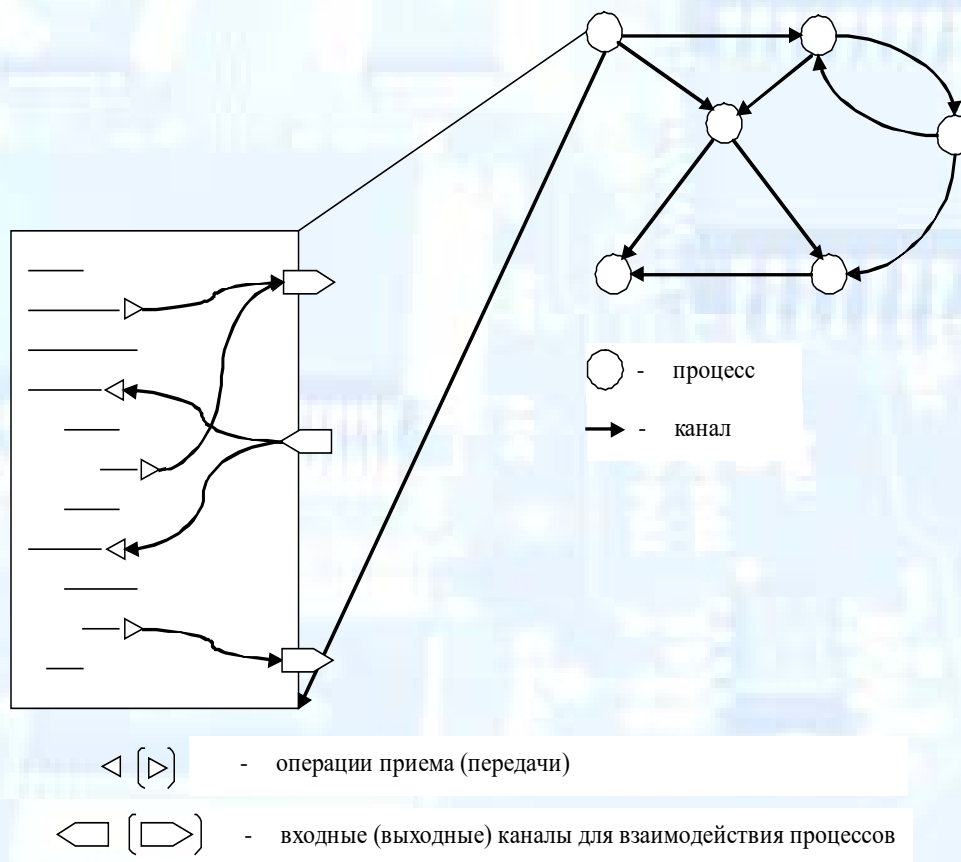 - процесс
- канал
- операции приема (передачи)
- входные (выходные) каналы для взаимодействия процессов